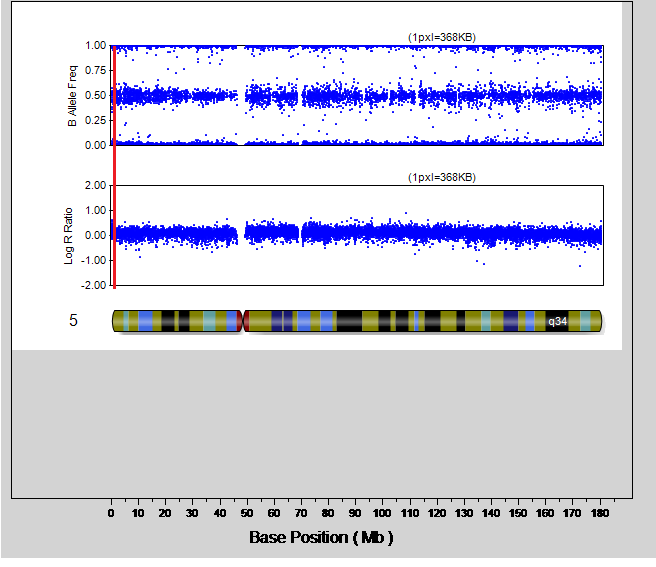 (1pxl=368KB)
1.00
0.75
0.50
0.25
0.00
B Allele Freq
(1pxl=368KB)
2.00
1.00
0.00
-1.00
-2.00
Log R Ratio
5
q34
0 10 20 30 40 50 60 70 80 90 100 110 120 130 140 150 160 170 180
Base Position ( Mb )